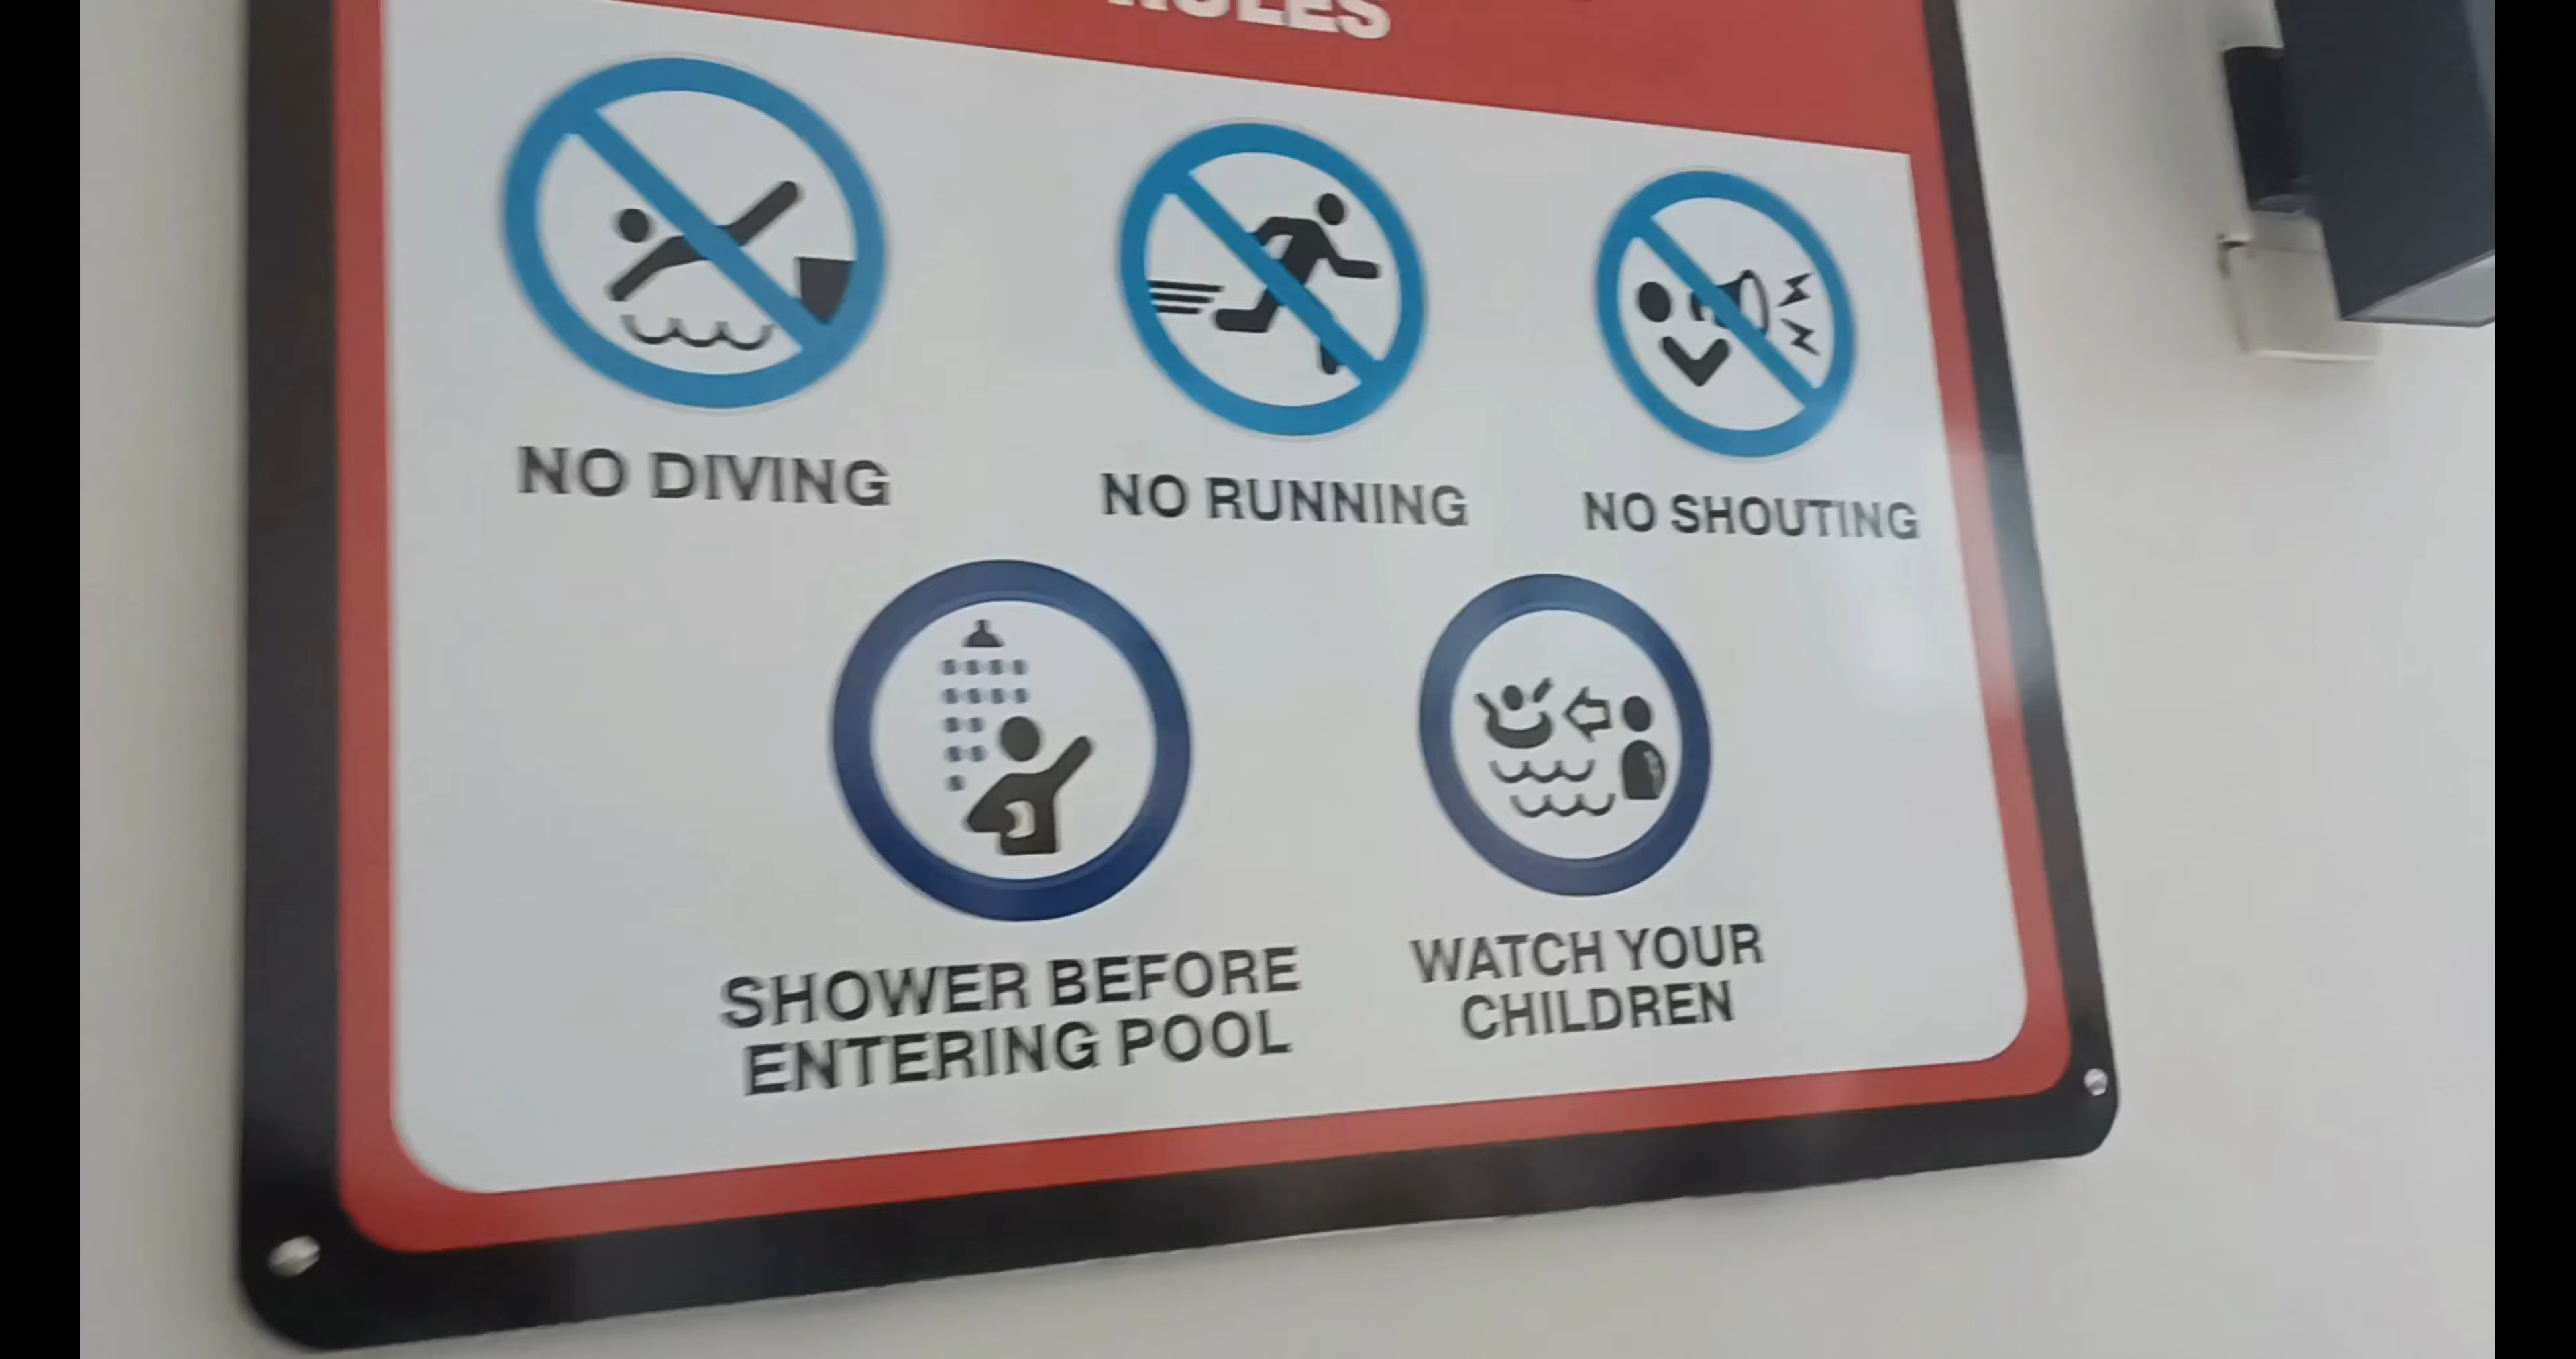 RULES
NO DIVING
NO RUNNING
NO SHOUTING
SHOWER BEFORE
ENTERING POOL
WATCH YOUR
CHILDREN